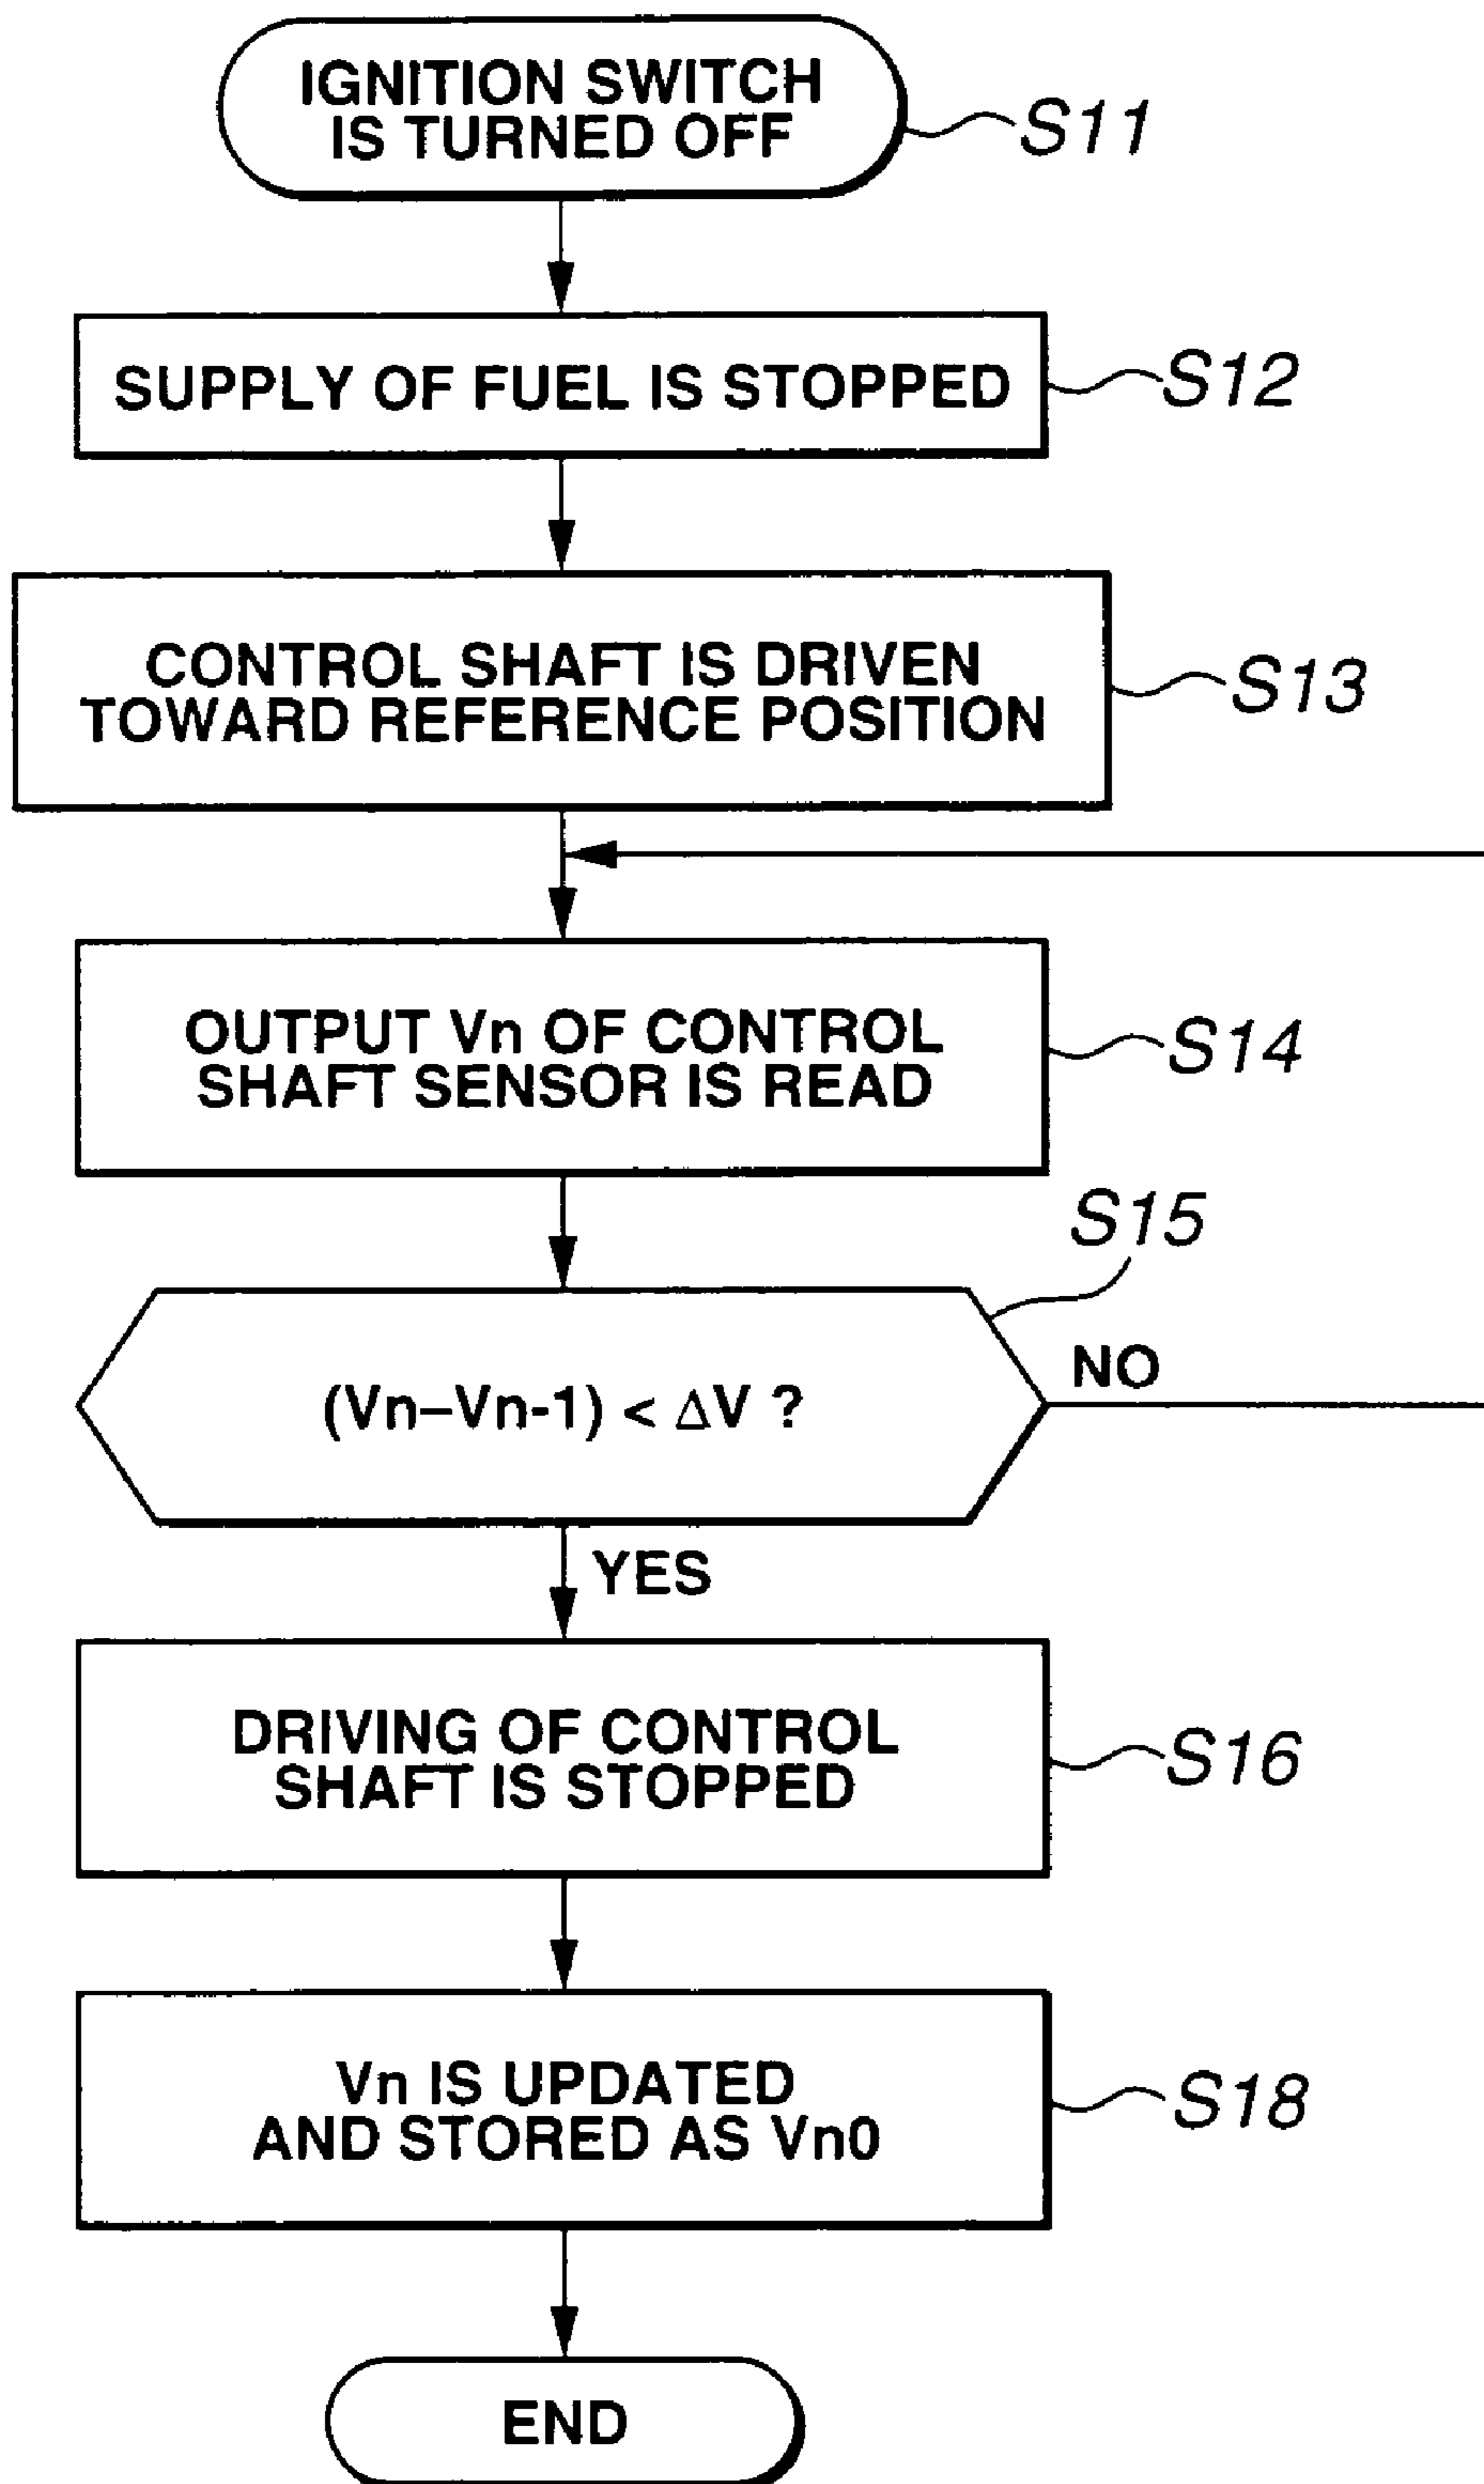 IGNITION SWITCH
IS TURNED OFF
S11
SUPPLY OF FUEL IS STOPPED
S12
CONTROL SHAFT IS DRIVEN
TOWARD REFERENCE POSITION
S13
OUTPUT Vn OF CONTROL
SHAFT SENSOR IS READ
S14
S15
(Vn–Vn-1) < ΔV ?
NO
YES
DRIVING OF CONTROL
SHAFT IS STOPPED
S16
Vn IS UPDATED
AND STORED AS Vn0
S18
END